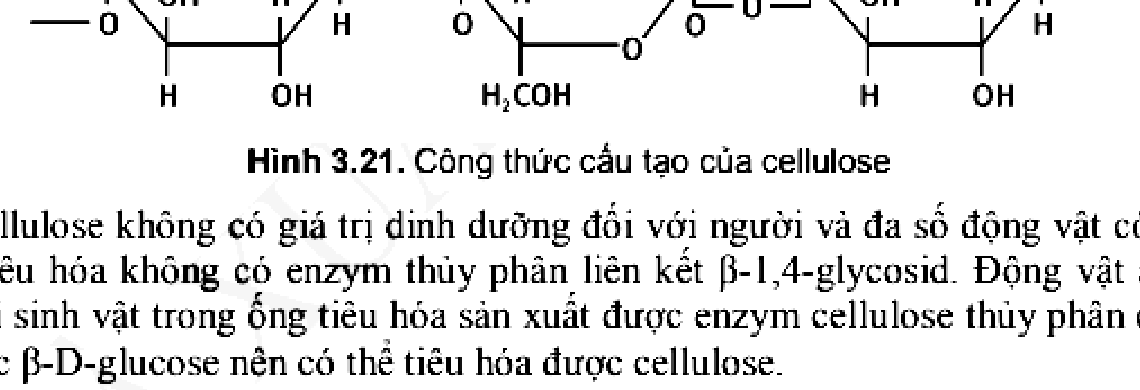 O H O O O H
H OH H₂COH H OH
Hình 3.21. Công thức cấu tạo của cellulose
không có giá trị dinh dưỡng đối với người và đa số động vật
hóa không có enzym thủy phân liên kết β-1,4-glycosid. Động vật
sinh vật trong ống tiêu hóa sản xuất được enzym cellulose thủy phân
β-D-glucose nên có thể tiêu hóa được cellulose.